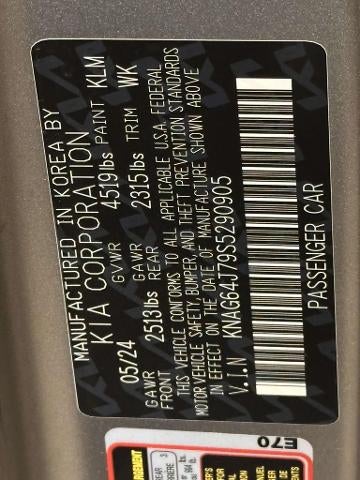 MANUFACTURED IN KOREA BY
KIA CORPORATION
05/24 GVWR 4519lbs PAINT KLM
GAWR FRONT 2513lbs GAWR REAR 2815lbs TRIM WK
THIS VEHICLE CONFORMS TO ALL APPLICABLE U.S.A. FEDERAL
MOTOR VEHICLE SAFETY, BUMPER, AND THEFT PREVENTION STANDARDS
IN EFFECT ON THE DATE OF MANUFACTURE SHOWN ABOVE
V.I.N KNAG64J79S5290905
PASSENGER CAR
E70